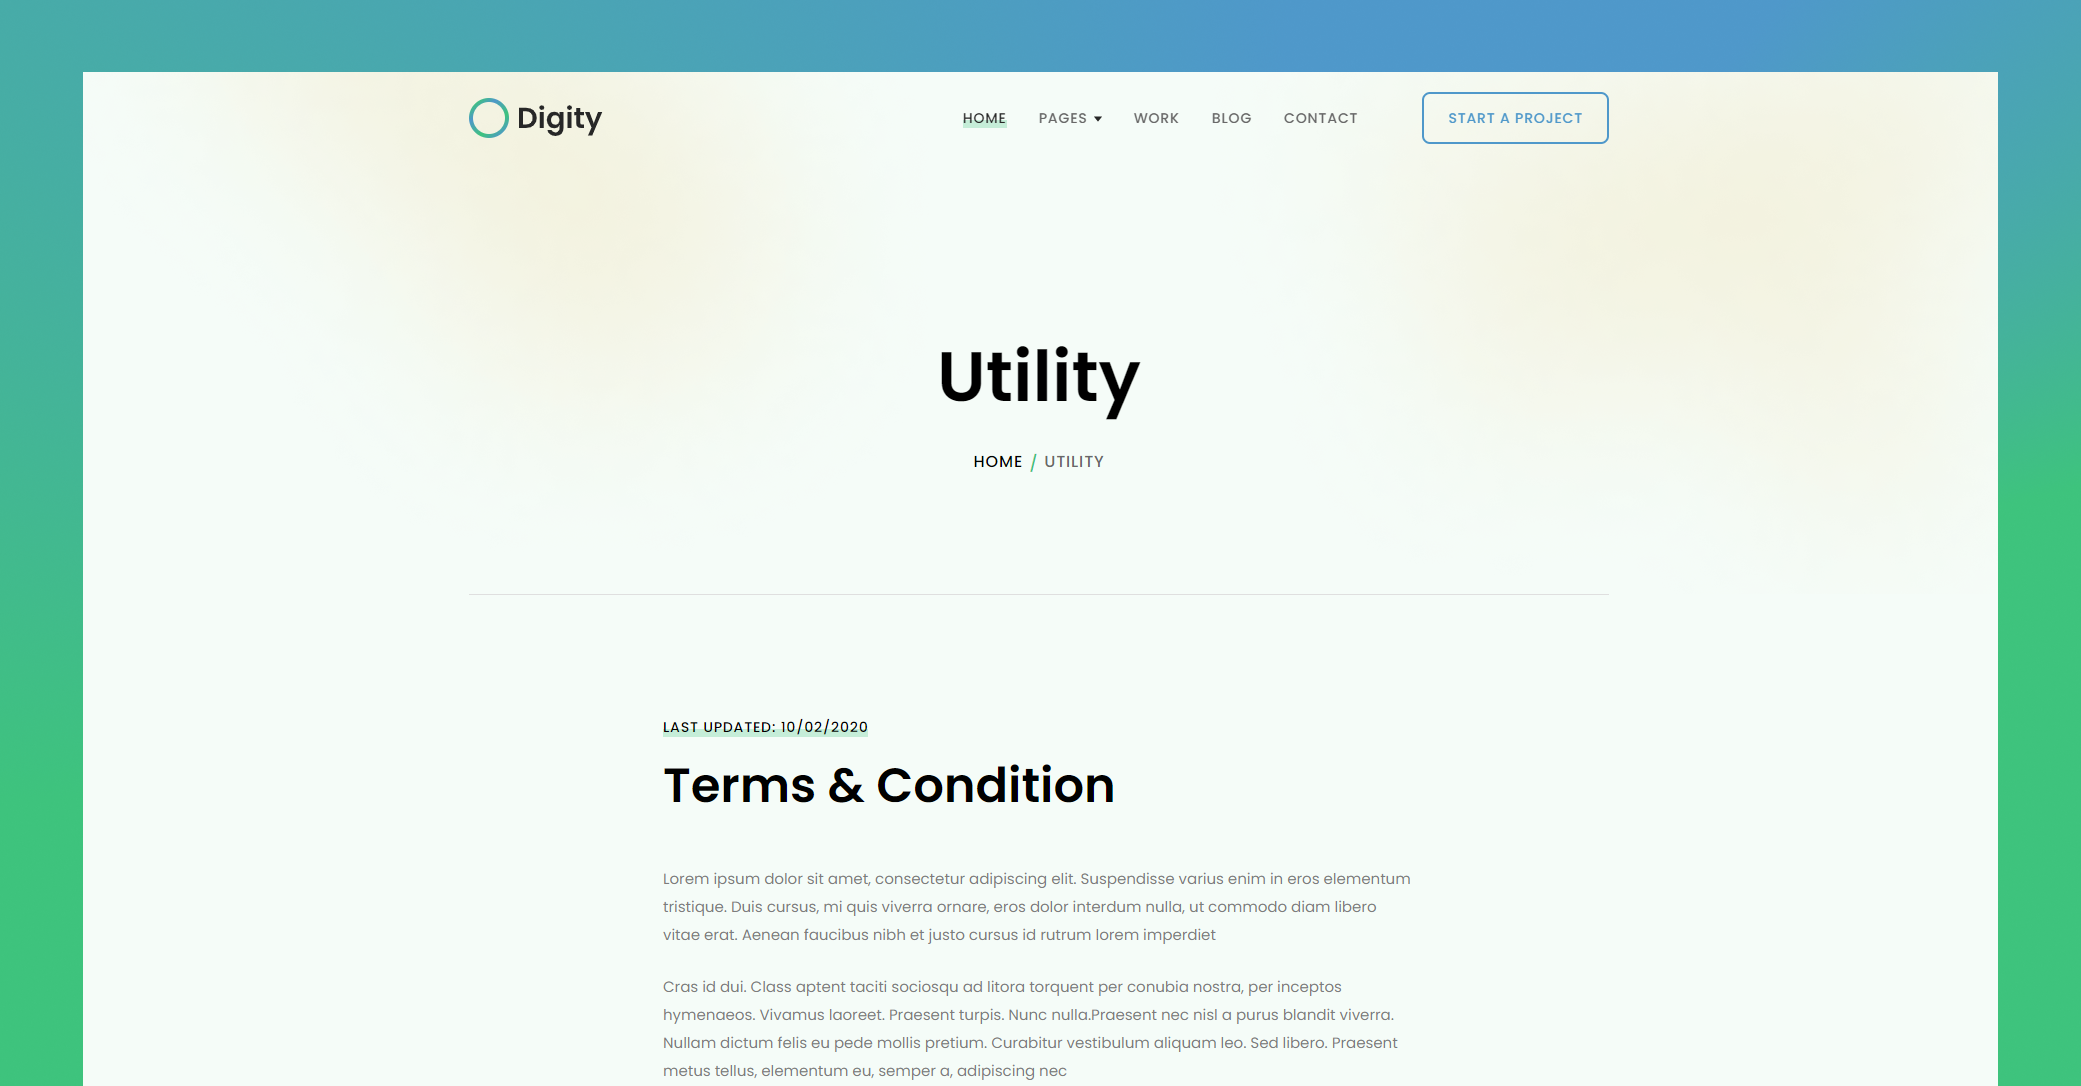 Digity
HOME PAGES WORK BLOG CONTACT START A PROJECT
Utility
HOME / UTILITY
LAST UPDATED: 10/02/2020
Terms & Condition
Lorem ipsum dolor sit amet, consectetur adipiscing elit. Suspendisse varius enim in eros elementum
tristique. Duis cursus, mi quis viverra ornare, eros dolor interdum nulla, ut commodo diam libero
vitae erat. Aenean faucibus nibh et justo cursus id rutrum lorem imperdiet
Cras id dui. Class aptent taciti sociosqu ad litora torquent per conubia nostra, per inceptos
hymenaeos. Vivamus laoreet. Praesent turpis. Nunc nulla.Praesent nec nisl a purus blandit viverra.
Nullam dictum felis eu pede mollis pretium. Curabitur vestibulum aliquam leo. Sed libero. Praesent
metus tellus, elementum eu, semper a, adipiscing nec